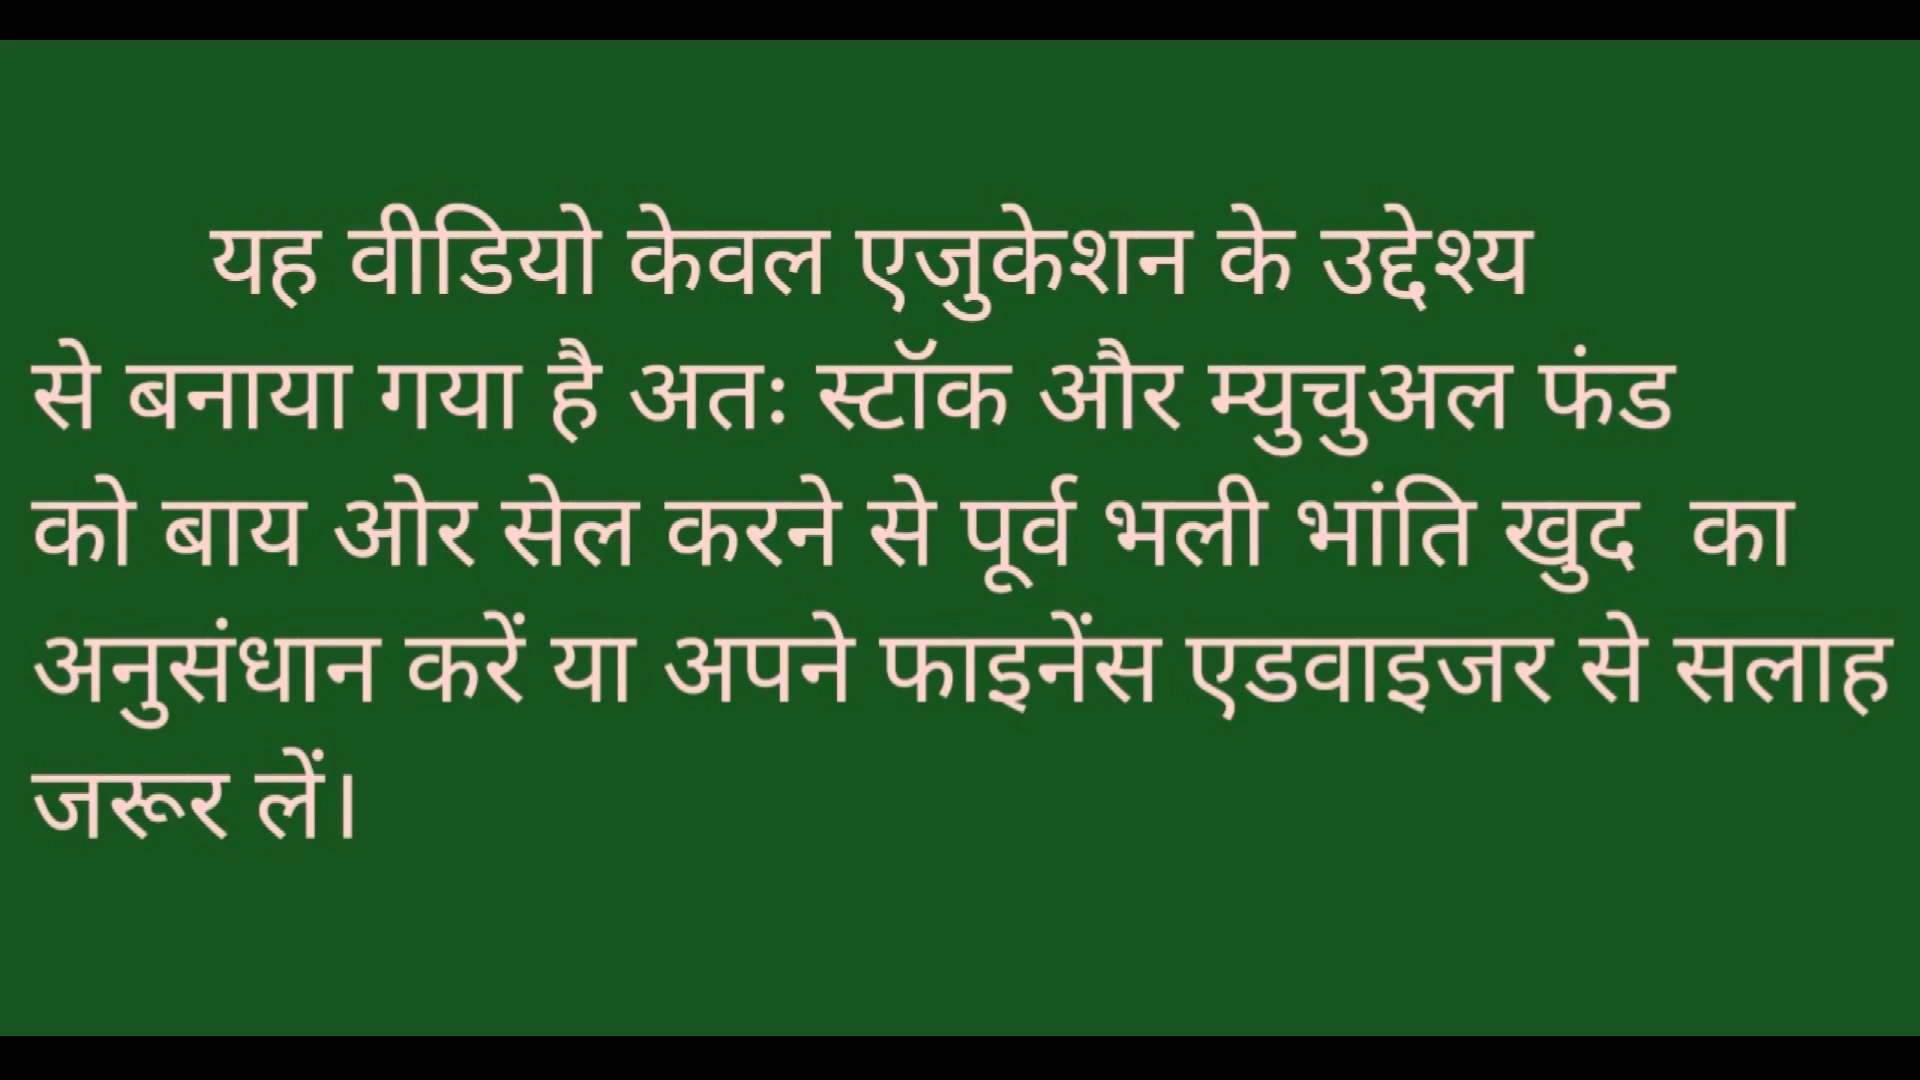 यह वीडियो केवल एजुकेशन के उद्देश्य
से बनाया गया है अतः स्टॉक और म्युचुअल फंड
को बाय ओर सेल करने से पूर्व भली भांति खुद का
अनुसंधान करें या अपने फाइनेंस एडवाइजर से सलाह
जरूर लें।